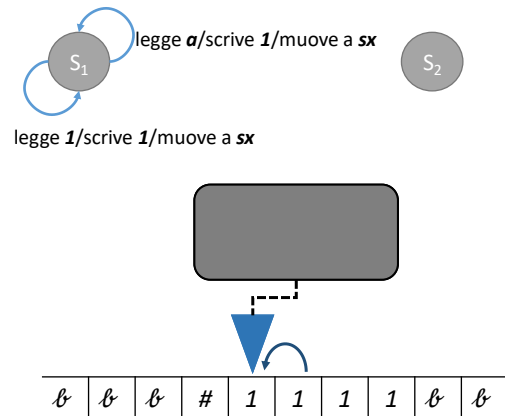 legge a/scrive 1/muove a sx
S1 S2
legge 1/scrive 1/muove a sx
𝒷 𝒷 𝒷 # 1 1 1 1 𝒷 𝒷